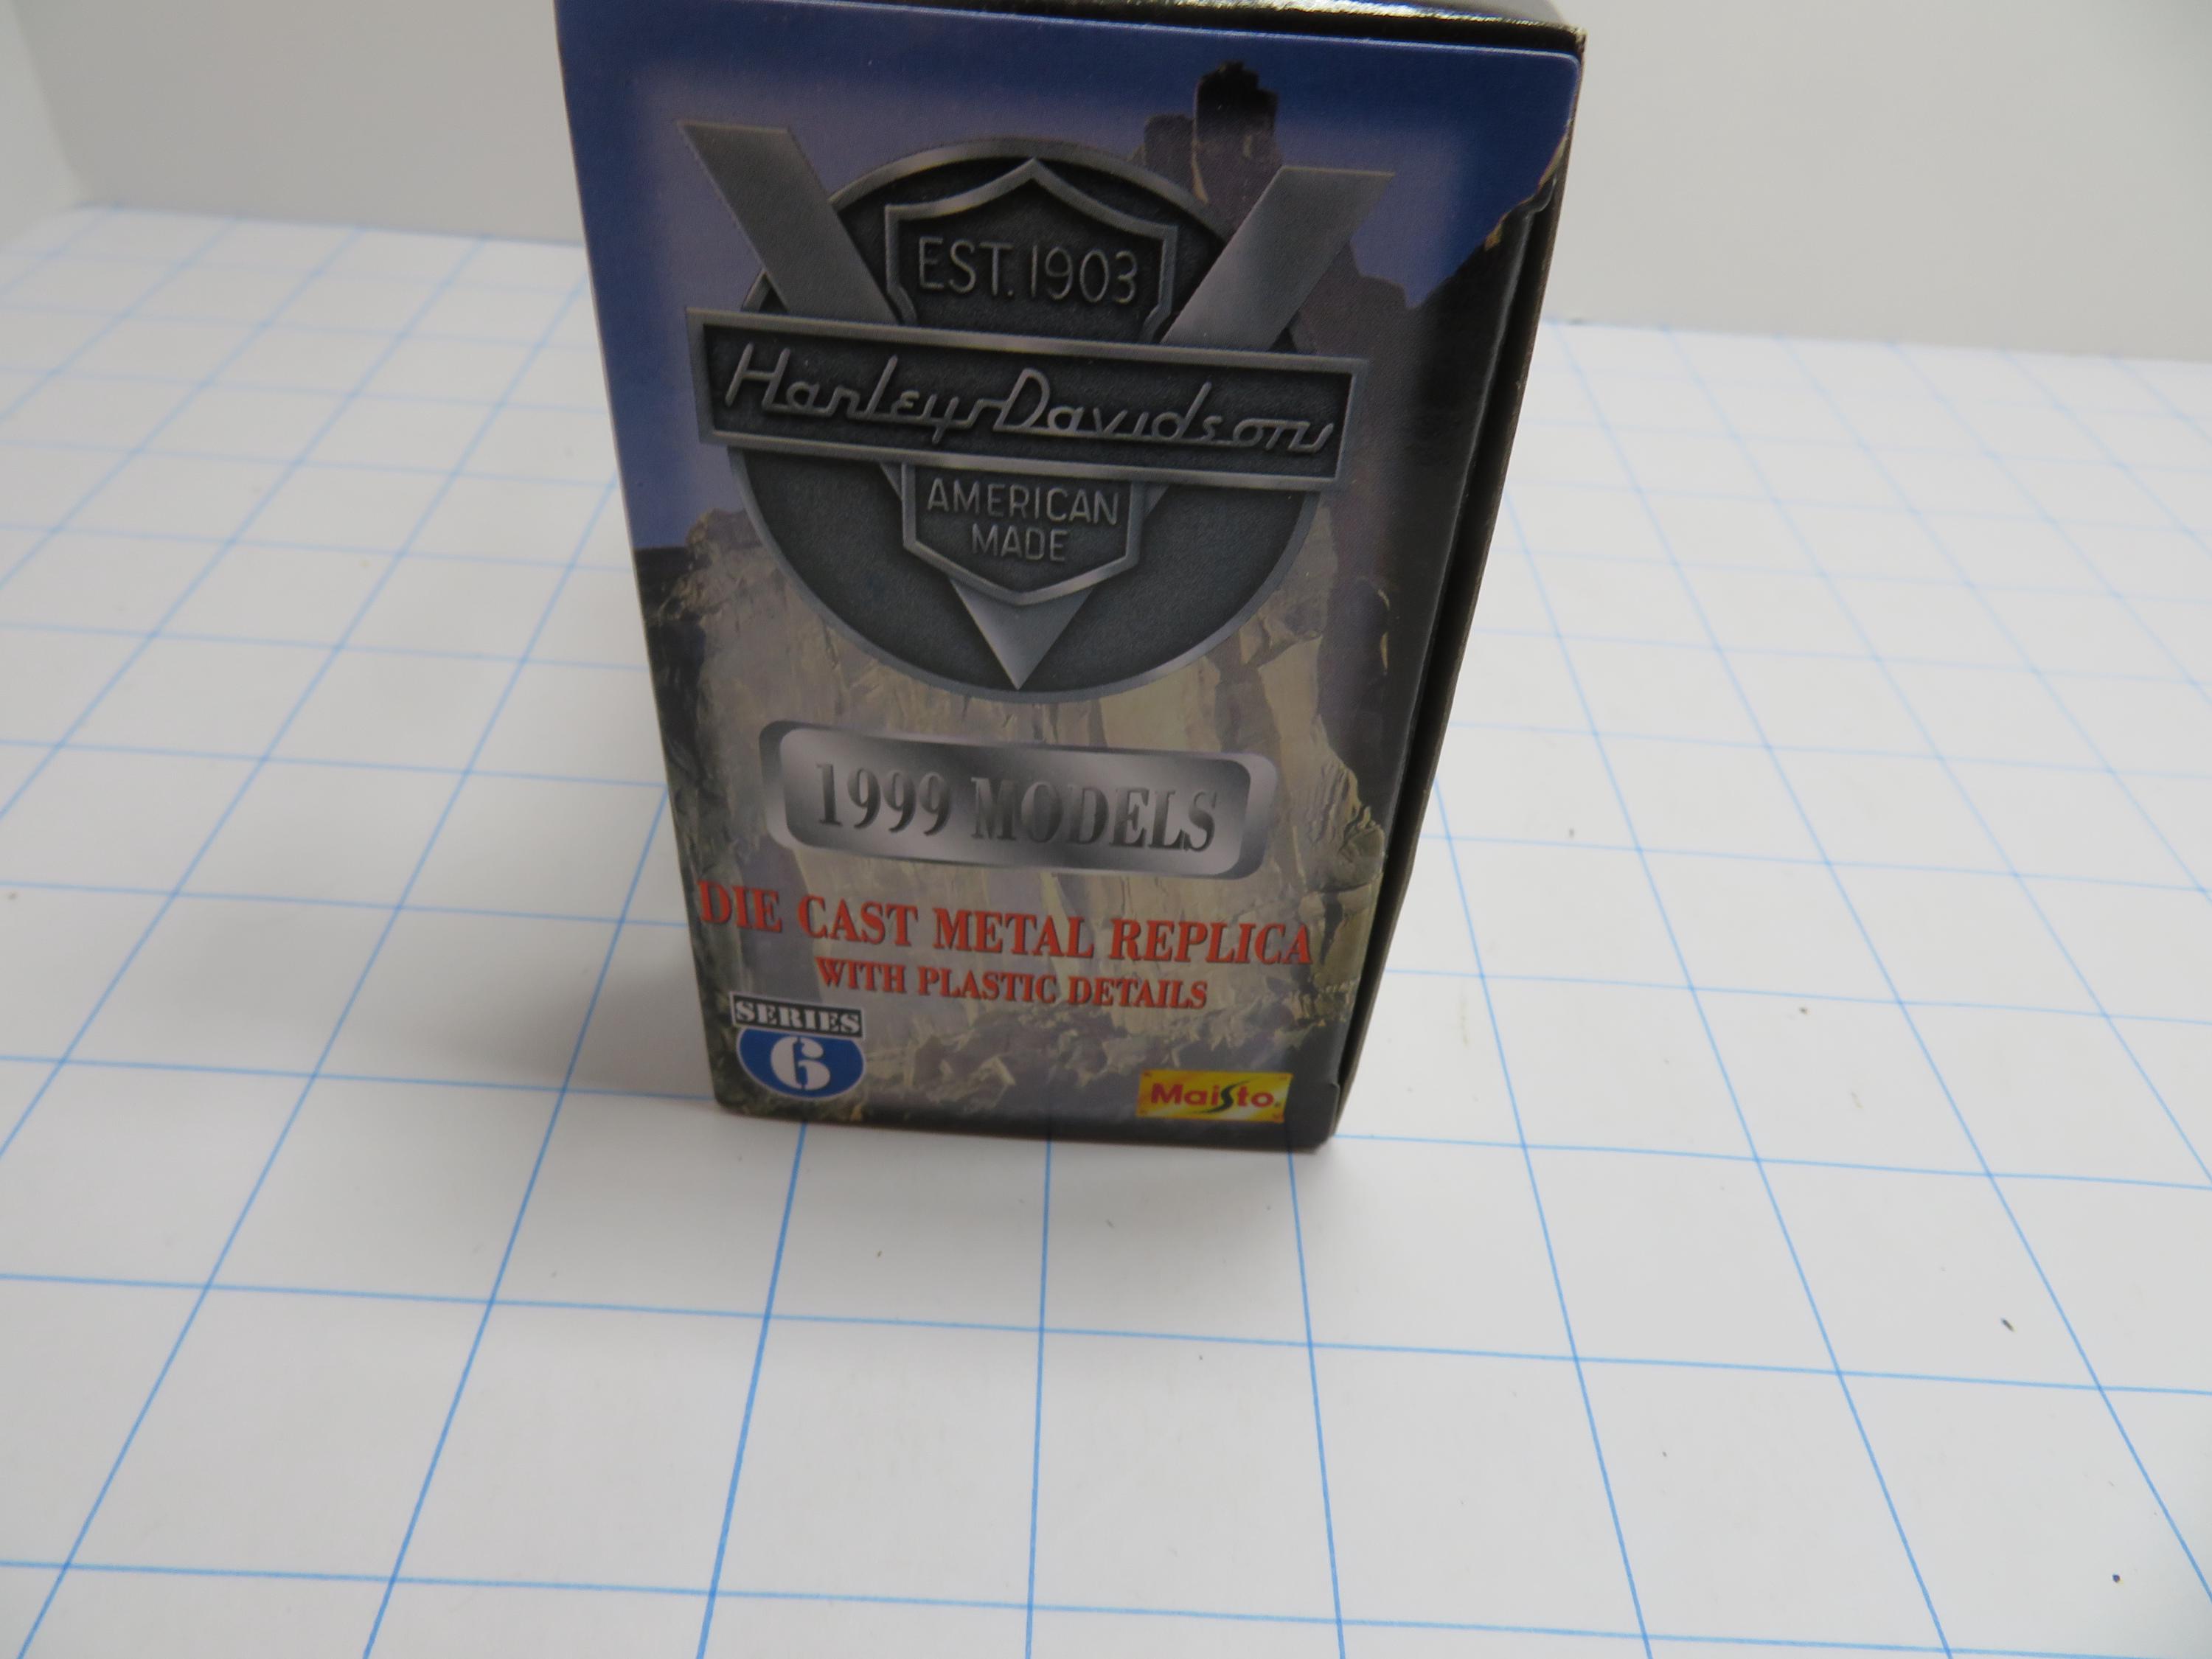 EST. 1903
Harley-Davidson
AMERICAN
MADE
1999 MODELS
DIE CAST METAL REPLICA
WITH PLASTIC DETAILS
SERIES
6
Maisto.